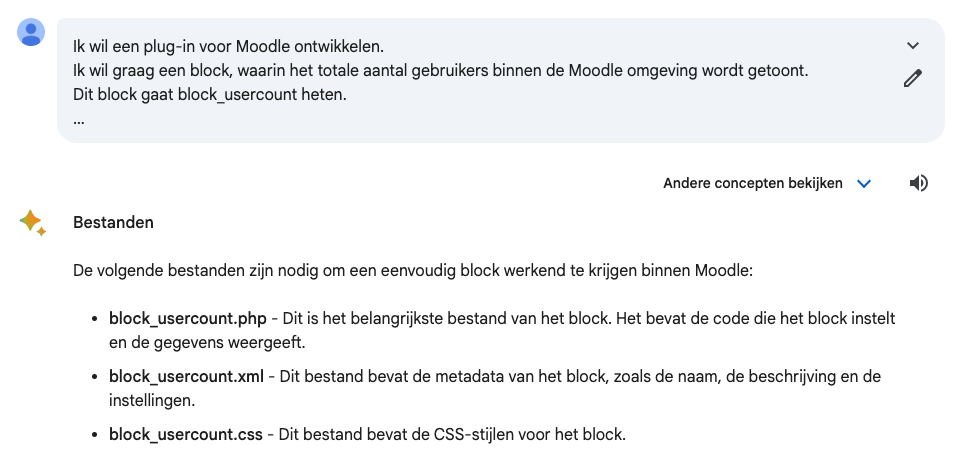 Ik wil een plug-in voor Moodle ontwikkelen.
Ik wil graag een block, waarin het totale aantal gebruikers binnen de Moodle omgeving wordt getoont.
Dit block gaat block_usercount heten.
...
Andere concepten bekijken
Bestanden
De volgende bestanden zijn nodig om een eenvoudig block werkend te krijgen binnen Moodle:
• block_usercount.php - Dit is het belangrijkste bestand van het block. Het bevat de code die het block instelt
en de gegevens weergeeft.
• block_usercount.xml - Dit bestand bevat de metadata van het block, zoals de naam, de beschrijving en de
instellingen.
• block_usercount.css - Dit bestand bevat de CSS-stijlen voor het block.